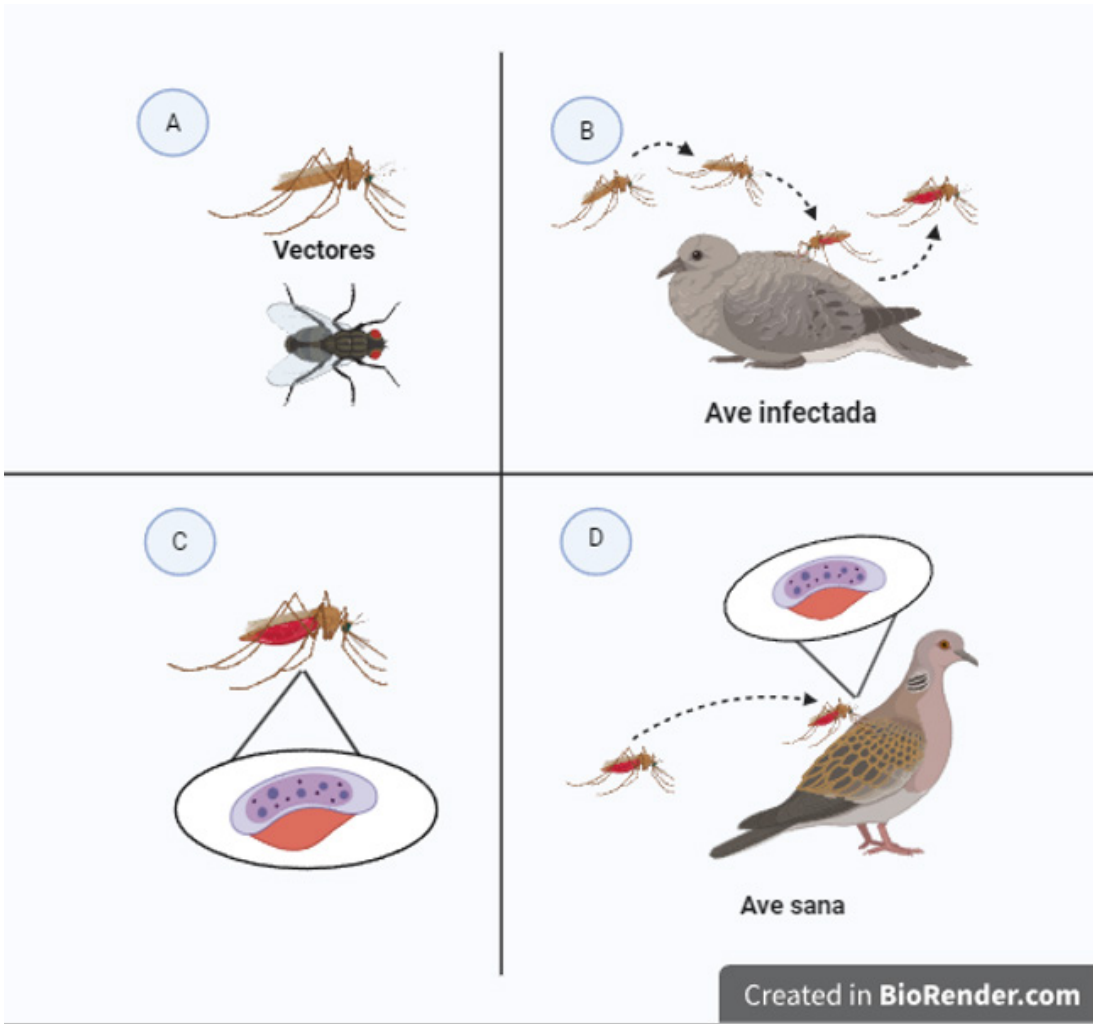 A
Vectores
B
Ave infectada
C
D
Ave sana
Created in BioRender.com